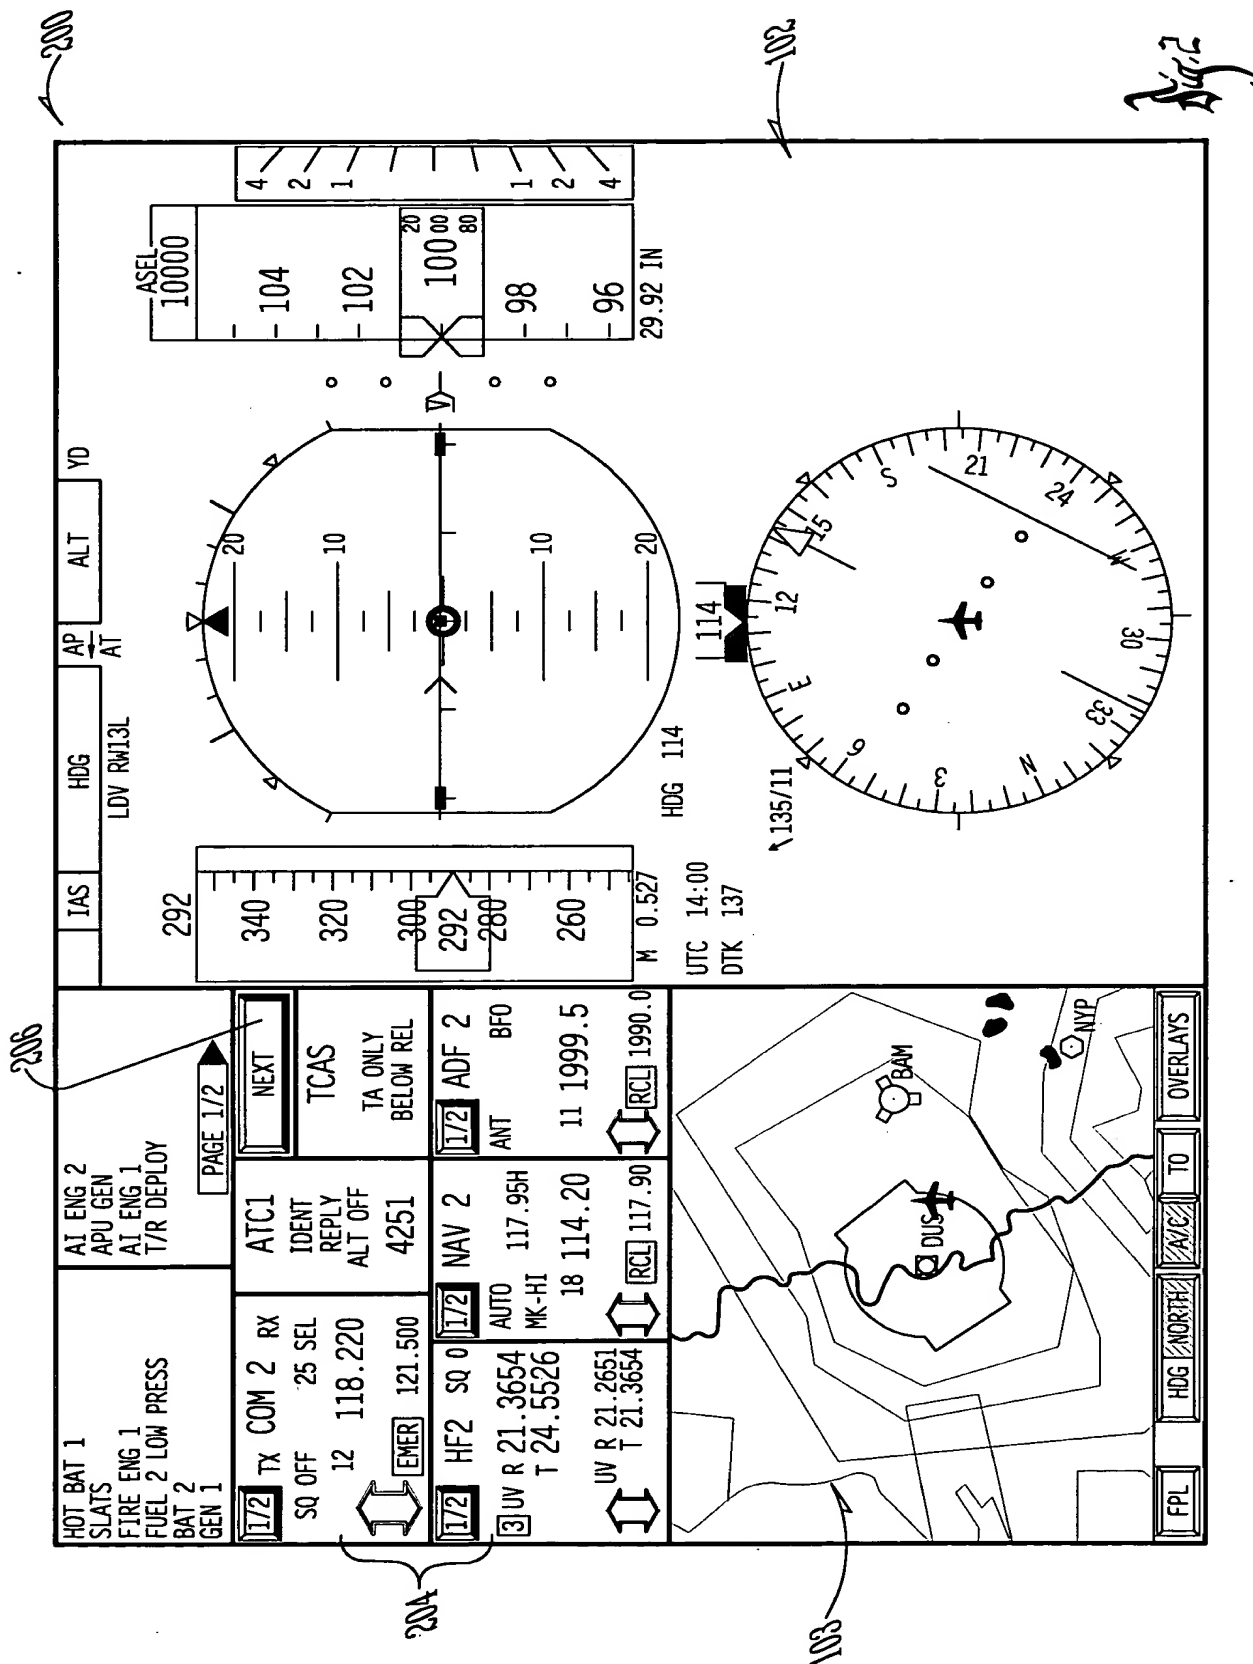 200
HOT BAT 1
SLATS
FIRE ENG 1
FUEL 2 LOW PRESS
BAT 2
GEN 1
AI ENG 2
APU GEN
AI ENG 1
T/R DEPLOY
PAGE 1/2
206
1/2 TX COM 2 RX
SQ OFF 25 SEL
12 118.220
EMER 121.500
ATC1
IDENT
REPLY
ALT OFF
4251
NEXT
TCAS
TA ONLY
BELOW REL
204
1/2 HF2 SQ 0
3 UV R 21.3654
T 24.5526
UV R 21.2651
T 21.3654
1/2 NAV 2
AUTO 117.95H
MK-HI
18 114.20
RCL 117.90
1/2 ADF 2
ANT BFO
11 1999.5
RCL 1990.0
103
DUS
BAM
NYP
FPL HDG NORTH A/C TO OVERLAYS
IAS HDG AP ALT YD
AT
LDV RW13L
292
340
320
300
292
280
260
M 0.527
UTC 14:00
DTK 137
20
10
10
20
V
HDG 114
ASEL
10000
104
102
100
20
00
80
98
96
29.92 IN
4
2
1
1
2
4
135/11
114
N
3
6
E
12
15
S
21
24
W
30
33
102
Fig. 2